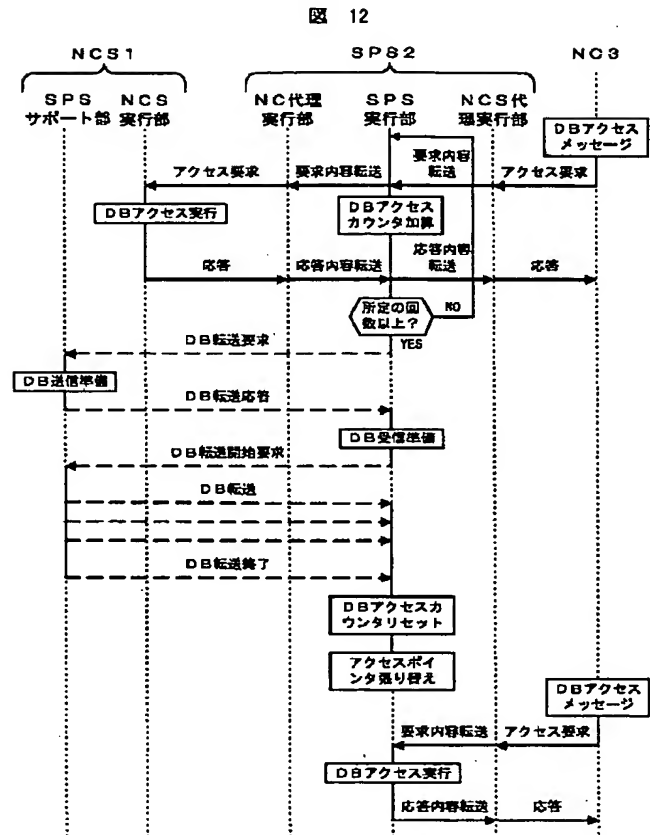 図 12
NCS1
SPS2
NC3
SPS
サポート部
NCS
実行部
NC代理
実行部
SPS
実行部
NCS代
理実行部
DBアクセス
メッセージ
アクセス要求
要求内容転送
要求内容
転送
アクセス要求
DBアクセス実行
DBアクセス
カウンタ加算
応答
応答内容転送
応答内容
転送
応答
所定の回
数以上?
NO
YES
DB転送要求
DB送信準備
DB転送応答
DB受信準備
DB転送開始要求
DB転送
DB転送終了
DBアクセスカ
ウンタリセット
アクセスポイ
ンタ張り替え
DBアクセス
メッセージ
要求内容転送
アクセス要求
DBアクセス実行
応答内容転送
応答